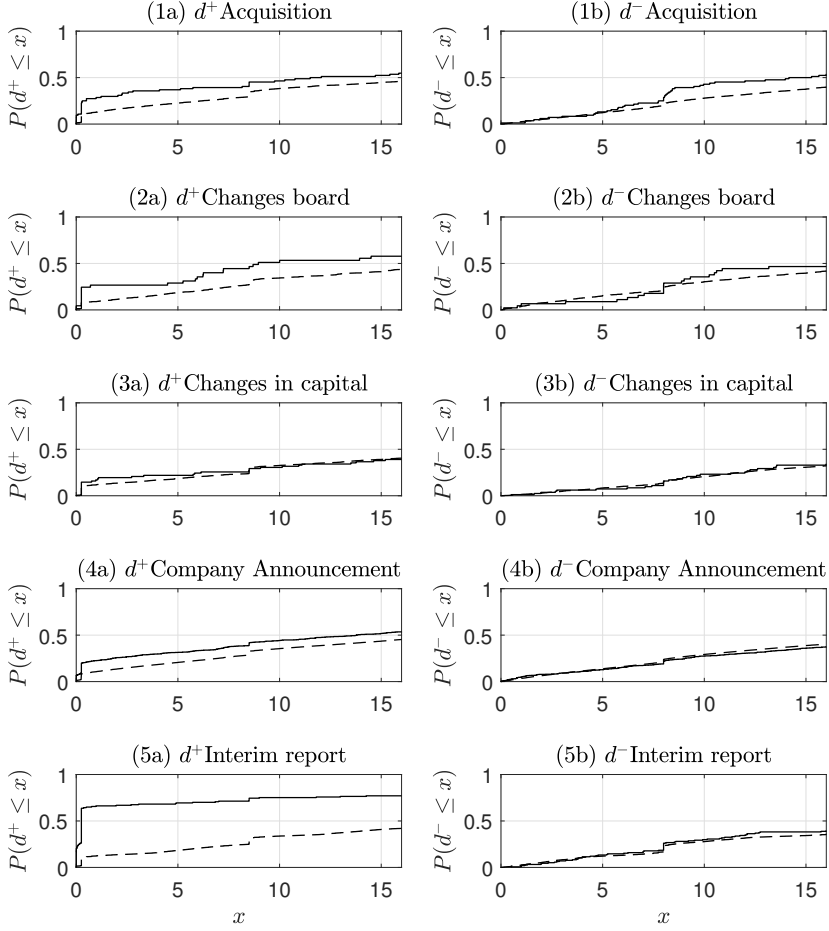 (1a) d⁺Acquisition
P(d⁺ ≤ x)
1
0.5
0
0 5 10 15
(1b) d⁻Acquisition
P(d⁻ ≤ x)
1
0.5
0
0 5 10 15
(2a) d⁺Changes board
P(d⁺ ≤ x)
1
0.5
0
0 5 10 15
(2b) d⁻Changes board
P(d⁻ ≤ x)
1
0.5
0
0 5 10 15
(3a) d⁺Changes in capital
P(d⁺ ≤ x)
1
0.5
0
0 5 10 15
(3b) d⁻Changes in capital
P(d⁻ ≤ x)
1
0.5
0
0 5 10 15
(4a) d⁺Company Announcement
P(d⁺ ≤ x)
1
0.5
0
0 5 10 15
(4b) d⁻Company Announcement
P(d⁻ ≤ x)
1
0.5
0
0 5 10 15
(5a) d⁺Interim report
P(d⁺ ≤ x)
1
0.5
0
0 5 10 15
x
(5b) d⁻Interim report
P(d⁻ ≤ x)
1
0.5
0
0 5 10 15
x